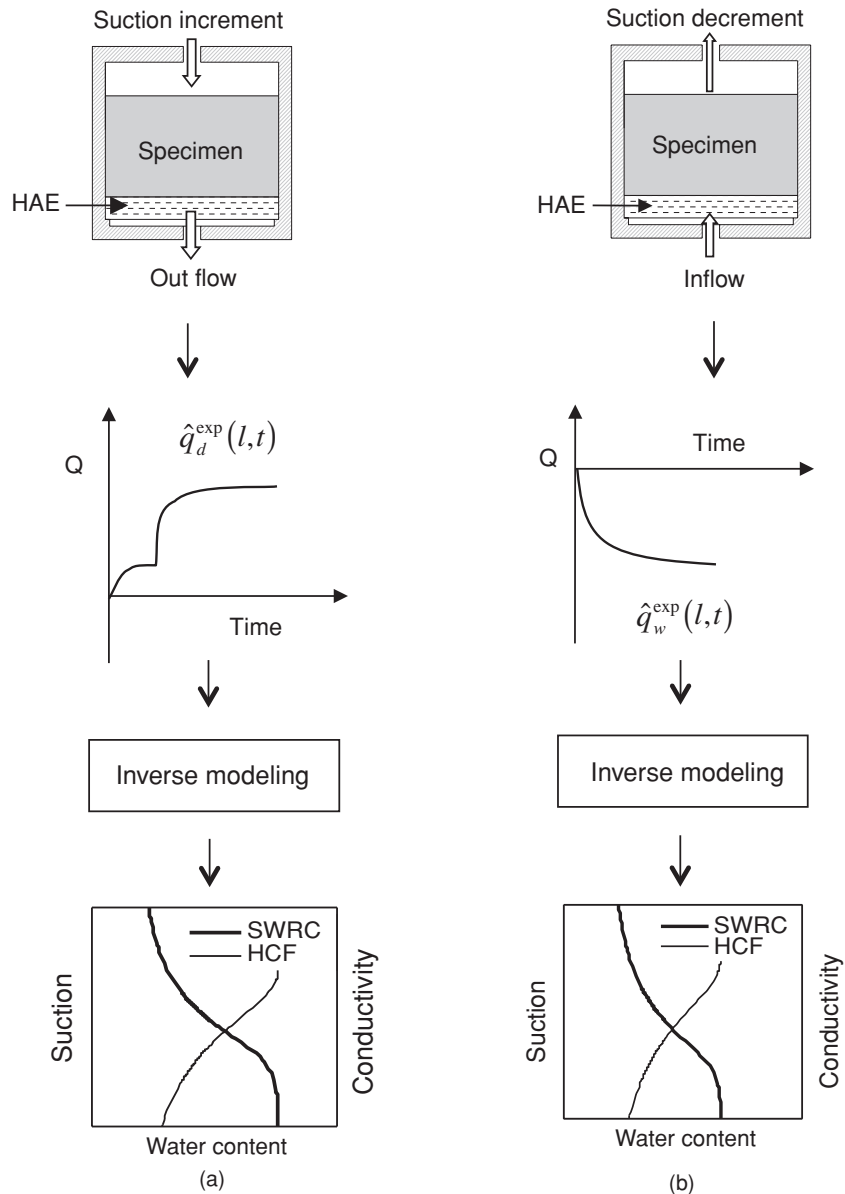 Suction increment
Specimen
HAE
Out flow
Q
q̂_d^exp(l,t)
Time
Inverse modeling
SWRC
HCF
Suction
Conductivity
Water content
(a)
Suction decrement
Specimen
HAE
Inflow
Q
Time
q̂_w^exp(l,t)
Inverse modeling
SWRC
HCF
Suction
Conductivity
Water content
(b)